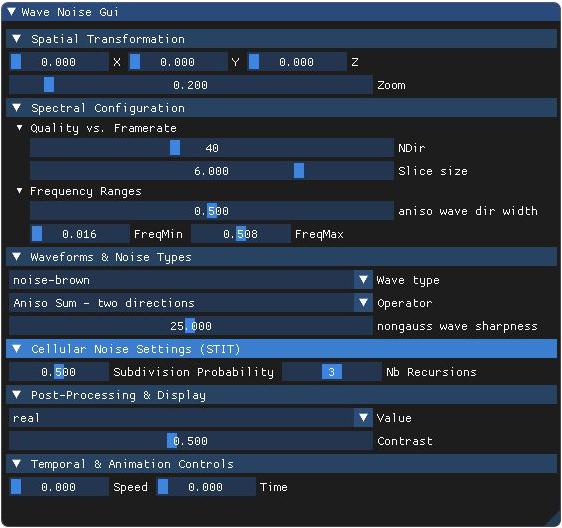 Wave Noise Gui
Spatial Transformation
0.000 X 0.000 Y 0.000 Z
0.200 Zoom
Spectral Configuration
Quality vs. Framerate
40 NDir
6.000 Slice size
Frequency Ranges
0.500 aniso wave dir width
0.016 FreqMin 0.508 FreqMax
Waveforms & Noise Types
noise-brown Wave type
Aniso Sum - two directions Operator
25.000 nongauss wave sharpness
Cellular Noise Settings (STIT)
0.500 Subdivision Probability 3 Nb Recursions
Post-Processing & Display
real Value
0.500 Contrast
Temporal & Animation Controls
0.000 Speed 0.000 Time